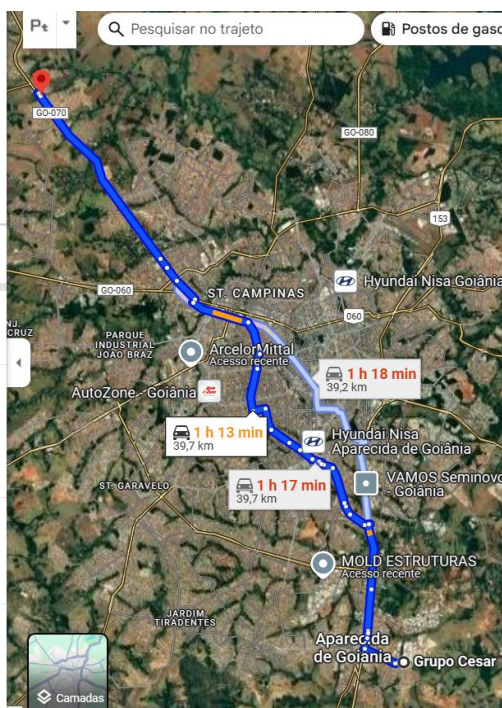 Pt
Pesquisar no trajeto
Postos de gaso
GO-070
GO-080
153
GO-060
ST. CAMPINAS
Hyundai Nisa Goiânia
060
NJ.
CRUZ
PARQUE
INDUSTRIAL
JOÃO BRAZ
ArcelorMittal
Acesso recente
1 h 18 min
39,2 km
AutoZone - Goiânia
1 h 13 min
39,7 km
Hyundai Nisa
Aparecida de Goiânia
1 h 17 min
39,7 km
ST. GARAVELO
VAMOS Seminovo
- Goiânia
MOLD ESTRUTURAS
Acesso recente
JARDIM
TIRADENTES
Aparecida
de Goiânia
Grupo Cesar
Camadas